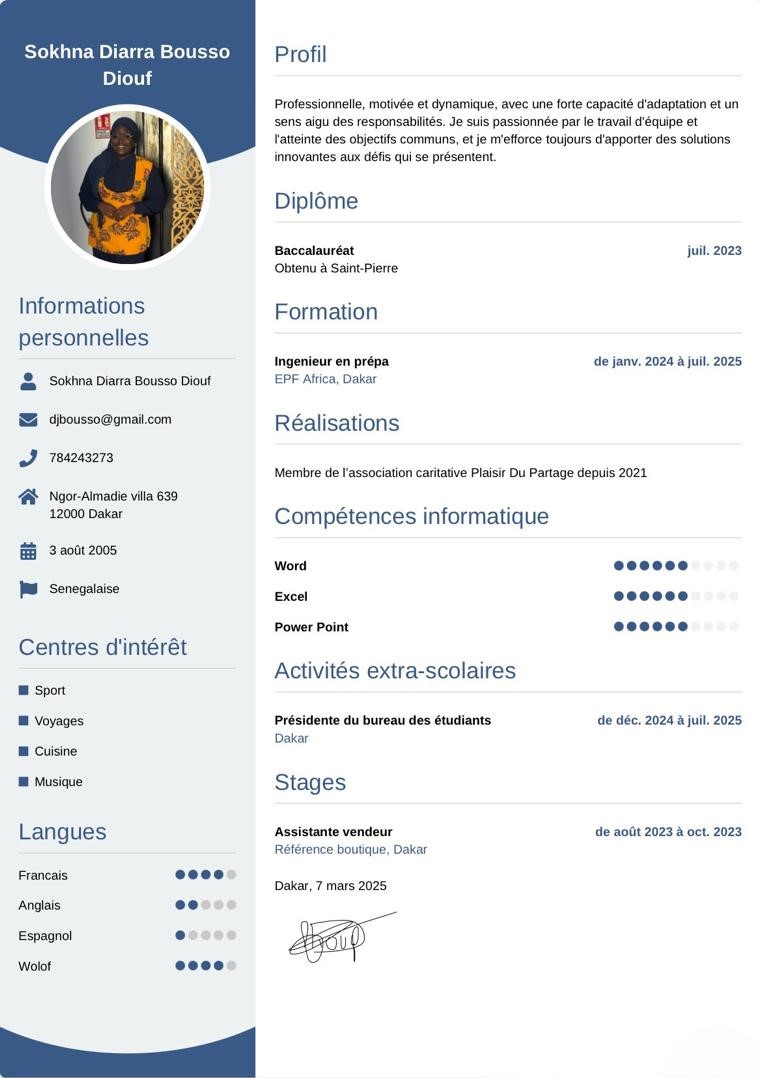 Sokhna Diarra Bousso
Diouf
Informations
personnelles
Sokhna Diarra Bousso Diouf
djbousso@gmail.com
784243273
Ngor-Almadie villa 639
12000 Dakar
3 août 2005
Senegalaise
Centres d'intérêt
Sport
Voyages
Cuisine
Musique
Langues
Francais
Anglais
Espagnol
Wolof
Profil
Professionnelle, motivée et dynamique, avec une forte capacité d'adaptation et un
sens aigu des responsabilités. Je suis passionnée par le travail d'équipe et
l'atteinte des objectifs communs, et je m'efforce toujours d'apporter des solutions
innovantes aux défis qui se présentent.
Diplôme
Baccalauréat juil. 2023
Obtenu à Saint-Pierre
Formation
Ingenieur en prépa de janv. 2024 à juil. 2025
EPF Africa, Dakar
Réalisations
Membre de l’association caritative Plaisir Du Partage depuis 2021
Compétences informatique
Word
Excel
Power Point
Activités extra-scolaires
Présidente du bureau des étudiants de déc. 2024 à juil. 2025
Dakar
Stages
Assistante vendeur de août 2023 à oct. 2023
Référence boutique, Dakar
Dakar, 7 mars 2025